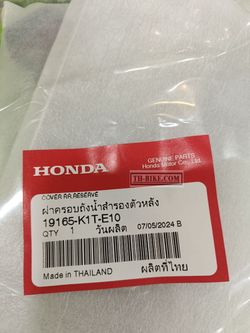 HONDA
GENUINE PARTS
Honda Motor Co., Ltd.
TH-BIKE.COM
COVER RR,RESERVE
ฝาครอบถังน้ำสำรองตัวหลัง
19165-K1T-E10
QTY 1 วันผลิต 07/05/2024 B
Made in THAILAND ผลิตที่ไทย